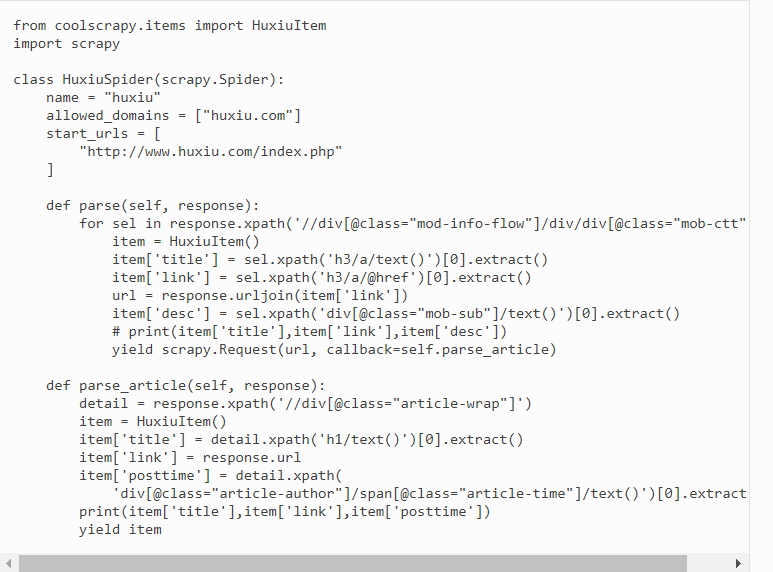 from coolscrapy.items import HuxiuItem
import scrapy

class HuxiuSpider(scrapy.Spider):
    name = "huxiu"
    allowed_domains = ["huxiu.com"]
    start_urls = [
        "http://www.huxiu.com/index.php"
    ]

    def parse(self, response):
        for sel in response.xpath('//div[@class="mod-info-flow"]/div/div[@class="mob-ctt"
            item = HuxiuItem()
            item['title'] = sel.xpath('h3/a/text()')[0].extract()
            item['link'] = sel.xpath('h3/a/@href')[0].extract()
            url = response.urljoin(item['link'])
            item['desc'] = sel.xpath('div[@class="mob-sub"]/text()')[0].extract()
            # print(item['title'],item['link'],item['desc'])
            yield scrapy.Request(url, callback=self.parse_article)

    def parse_article(self, response):
        detail = response.xpath('//div[@class="article-wrap"]')
        item = HuxiuItem()
        item['title'] = detail.xpath('h1/text()')[0].extract()
        item['link'] = response.url
        item['posttime'] = detail.xpath(
            'div[@class="article-author"]/span[@class="article-time"]/text()')[0].extract
        print(item['title'],item['link'],item['posttime'])
        yield item